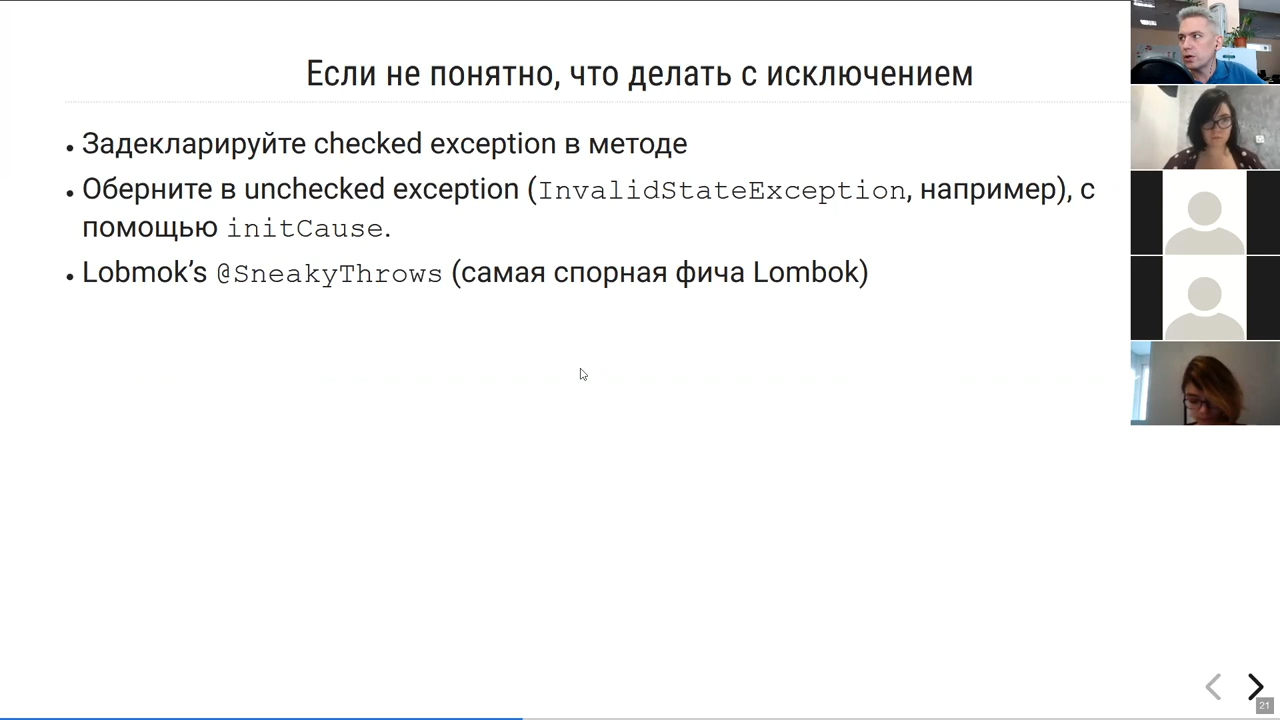 Если не понятно, что делать с исключением
• Задекларируйте checked exception в методе
• Оберните в unchecked exception (InvalidStateException, например), с
помощью initCause.
• Lobmok’s @SneakyThrows (самая спорная фича Lombok)
21